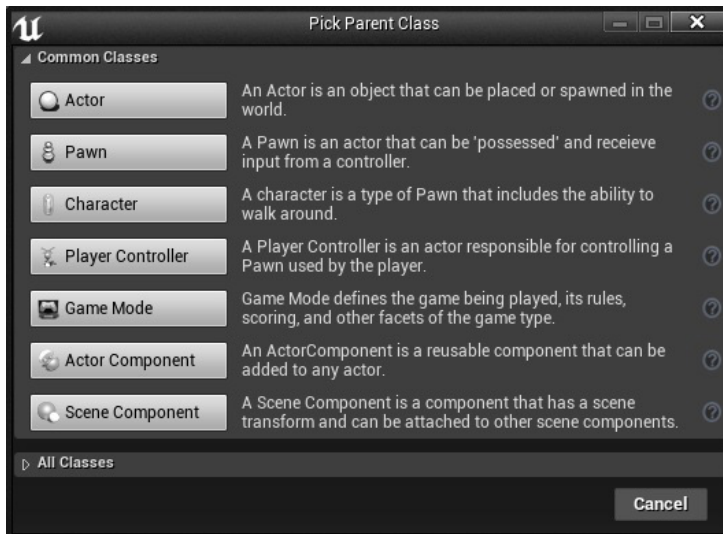 Pick Parent Class
Common Classes
Actor
An Actor is an object that can be placed or spawned in the
world.
Pawn
A Pawn is an actor that can be 'possessed' and receieve
input from a controller.
Character
A character is a type of Pawn that includes the ability to
walk around.
Player Controller
A Player Controller is an actor responsible for controlling a
Pawn used by the player.
Game Mode
Game Mode defines the game being played, its rules,
scoring, and other facets of the game type.
Actor Component
An ActorComponent is a reusable component that can be
added to any actor.
Scene Component
A Scene Component is a component that has a scene
transform and can be attached to other scene components.
All Classes
Cancel